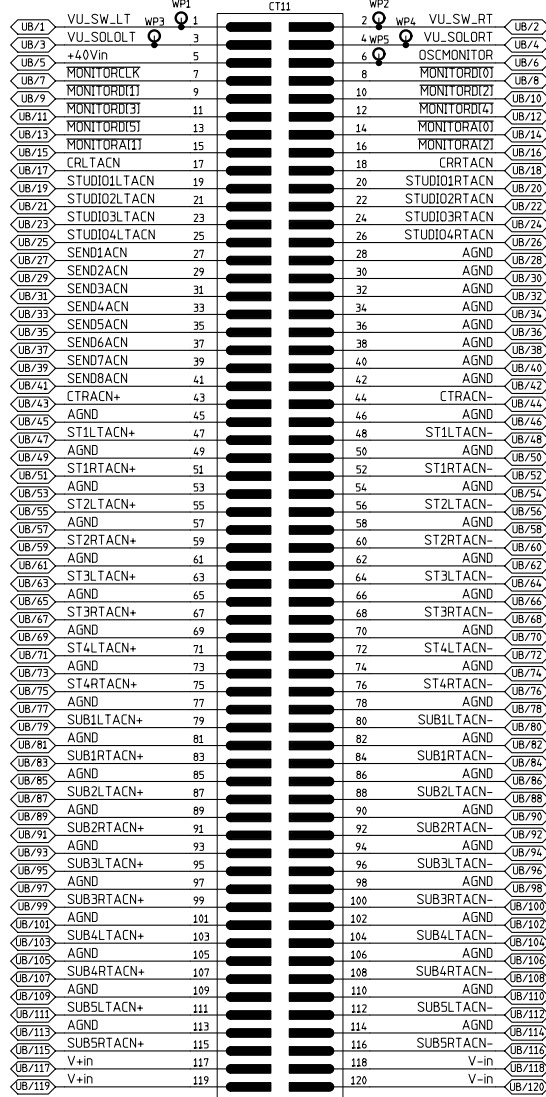 WP1 CT11 WP2
UB/1 VU_SW_LT 1 2 VU_SW_RT UB/2
UB/3 VU_SOLOLT WP3 3 4 WP4 VU_SOLORT UB/4
UB/5 +40Vin 5 6 WP5 OSCMONITOR UB/6
UB/7 MONITORCLK 7 8 MONITORD[0] UB/8
UB/9 MONITORD[1] 9 10 MONITORD[2] UB/10
UB/11 MONITORD[3] 11 12 MONITORD[4] UB/12
UB/13 MONITORD[5] 13 14 MONITORA[0] UB/14
UB/15 MONITORA[1] 15 16 MONITORA[2] UB/16
UB/17 CRLTACN 17 18 CRRTACN UB/18
UB/19 STUDIO1LTACN 19 20 STUDIO1RTACN UB/20
UB/21 STUDIO2LTACN 21 22 STUDIO2RTACN UB/22
UB/23 STUDIO3LTACN 23 24 STUDIO3RTACN UB/24
UB/25 STUDIO4LTACN 25 26 STUDIO4RTACN UB/26
UB/27 SEND1ACN 27 28 AGND UB/28
UB/29 SEND2ACN 29 30 AGND UB/30
UB/31 SEND3ACN 31 32 AGND UB/32
UB/33 SEND4ACN 33 34 AGND UB/34
UB/35 SEND5ACN 35 36 AGND UB/36
UB/37 SEND6ACN 37 38 AGND UB/38
UB/39 SEND7ACN 39 40 AGND UB/40
UB/41 SEND8ACN 41 42 AGND UB/42
UB/43 CTRACN+ 43 44 CTRACN- UB/44
UB/45 AGND 45 46 AGND UB/46
UB/47 ST1LTACN+ 47 48 ST1LTACN- UB/48
UB/49 AGND 49 50 AGND UB/50
UB/51 ST1RTACN+ 51 52 ST1RTACN- UB/52
UB/53 AGND 53 54 AGND UB/54
UB/55 ST2LTACN+ 55 56 ST2LTACN- UB/56
UB/57 AGND 57 58 AGND UB/58
UB/59 ST2RTACN+ 59 60 ST2RTACN- UB/60
UB/61 AGND 61 62 AGND UB/62
UB/63 ST3LTACN+ 63 64 ST3LTACN- UB/64
UB/65 AGND 65 66 AGND UB/66
UB/67 ST3RTACN+ 67 68 ST3RTACN- UB/68
UB/69 AGND 69 70 AGND UB/70
UB/71 ST4LTACN+ 71 72 ST4LTACN- UB/72
UB/73 AGND 73 74 AGND UB/74
UB/75 ST4RTACN+ 75 76 ST4RTACN- UB/76
UB/77 AGND 77 78 AGND UB/78
UB/79 SUB1LTACN+ 79 80 SUB1LTACN- UB/80
UB/81 AGND 81 82 AGND UB/82
UB/83 SUB1RTACN+ 83 84 SUB1RTACN- UB/84
UB/85 AGND 85 86 AGND UB/86
UB/87 SUB2LTACN+ 87 88 SUB2LTACN- UB/88
UB/89 AGND 89 90 AGND UB/90
UB/91 SUB2RTACN+ 91 92 SUB2RTACN- UB/92
UB/93 AGND 93 94 AGND UB/94
UB/95 SUB3LTACN+ 95 96 SUB3LTACN- UB/96
UB/97 AGND 97 98 AGND UB/98
UB/99 SUB3RTACN+ 99 100 SUB3RTACN- UB/100
UB/101 AGND 101 102 AGND UB/102
UB/103 SUB4LTACN+ 103 104 SUB4LTACN- UB/104
UB/105 AGND 105 106 AGND UB/106
UB/107 SUB4RTACN+ 107 108 SUB4RTACN- UB/108
UB/109 AGND 109 110 AGND UB/110
UB/111 SUB5LTACN+ 111 112 SUB5LTACN- UB/112
UB/113 AGND 113 114 AGND UB/114
UB/115 SUB5RTACN+ 115 116 SUB5RTACN- UB/116
UB/117 V+in 117 118 V-in UB/118
UB/119 V+in 119 120 V-in UB/120